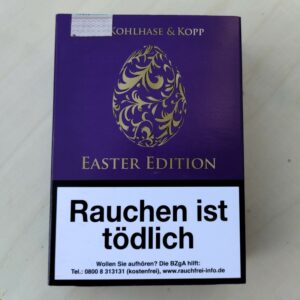 KOHLHASE & KOPP
EASTER EDITION
Rauchen ist
tödlich
Wollen Sie aufhören? Die BZgA hilft:
Tel.: 0800 8 313131 (kostenfrei), www.rauchfrei-info.de